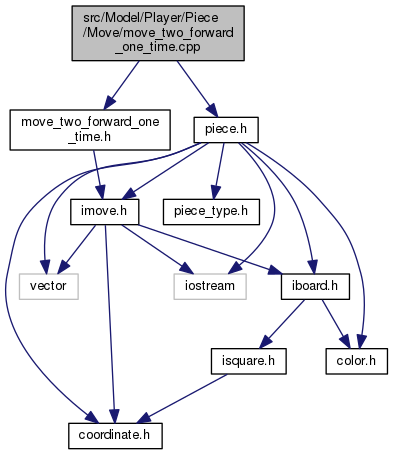 src/Model/Player/Piece
/Move/move_two_forward
_one_time.cpp
move_two_forward_one
_time.h
piece.h
imove.h
piece_type.h
vector
iostream
iboard.h
isquare.h
color.h
coordinate.h